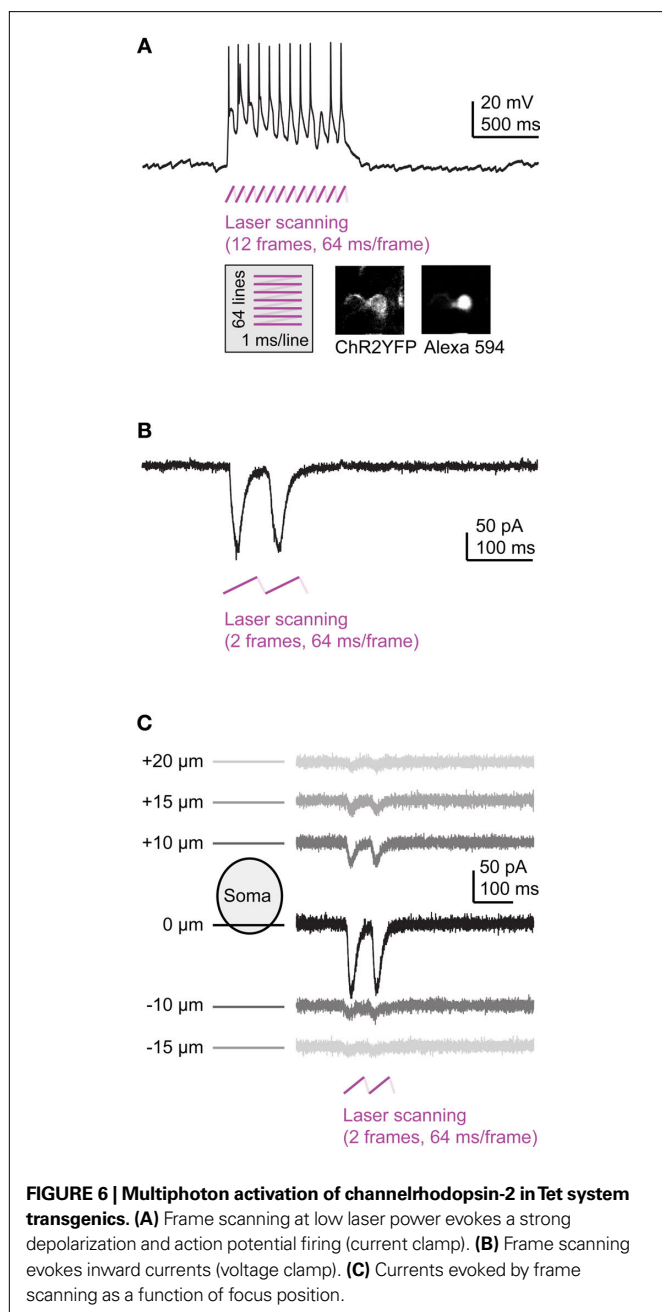 A
20 mV
500 ms
Laser scanning
(12 frames, 64 ms/frame)
64 lines
1 ms/line
ChR2YFP
Alexa 594
B
50 pA
100 ms
Laser scanning
(2 frames, 64 ms/frame)
C
+20 µm
+15 µm
+10 µm
50 pA
100 ms
Soma
0 µm
-10 µm
-15 µm
Laser scanning
(2 frames, 64 ms/frame)
FIGURE 6 | Multiphoton activation of channelrhodopsin-2 in Tet system
transgenics. (A) Frame scanning at low laser power evokes a strong
depolarization and action potential firing (current clamp). (B) Frame scanning
evokes inward currents (voltage clamp). (C) Currents evoked by frame
scanning as a function of focus position.